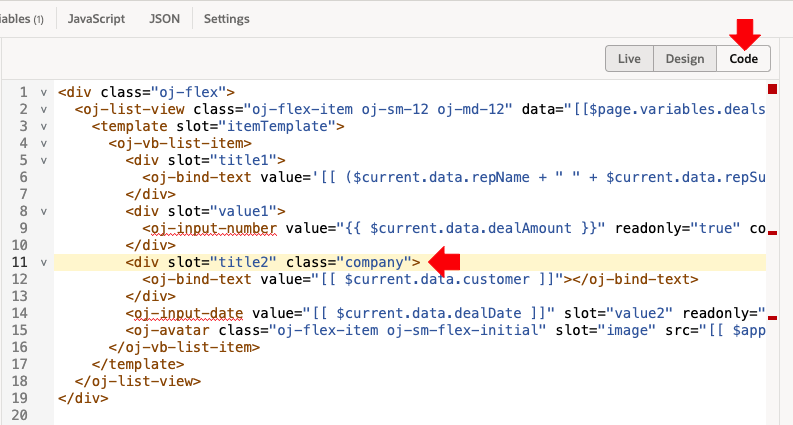 iables (1) JavaScript JSON Settings
Live Design Code
1 <div class="oj-flex">
2 <oj-list-view class="oj-flex-item oj-sm-12 oj-md-12" data="[[$page.variables.deals
3 <template slot="itemTemplate">
4 <oj-vb-list-item>
5 <div slot="title1">
6 <oj-bind-text value='[[ ($current.data.repName + " " + $current.data.repSu
7 </div>
8 <div slot="value1">
9 <oj-input-number value="{{ $current.data.dealAmount }}" readonly="true" co
10 </div>
11 <div slot="title2" class="company">
12 <oj-bind-text value="[[ $current.data.customer ]]"></oj-bind-text>
13 </div>
14 <oj-input-date value="[[ $current.data.dealDate ]]" slot="value2" readonly="
15 <oj-avatar class="oj-flex-item oj-sm-flex-initial" slot="image" src="[[ $app
16 </oj-vb-list-item>
17 </template>
18 </oj-list-view>
19 </div>
20